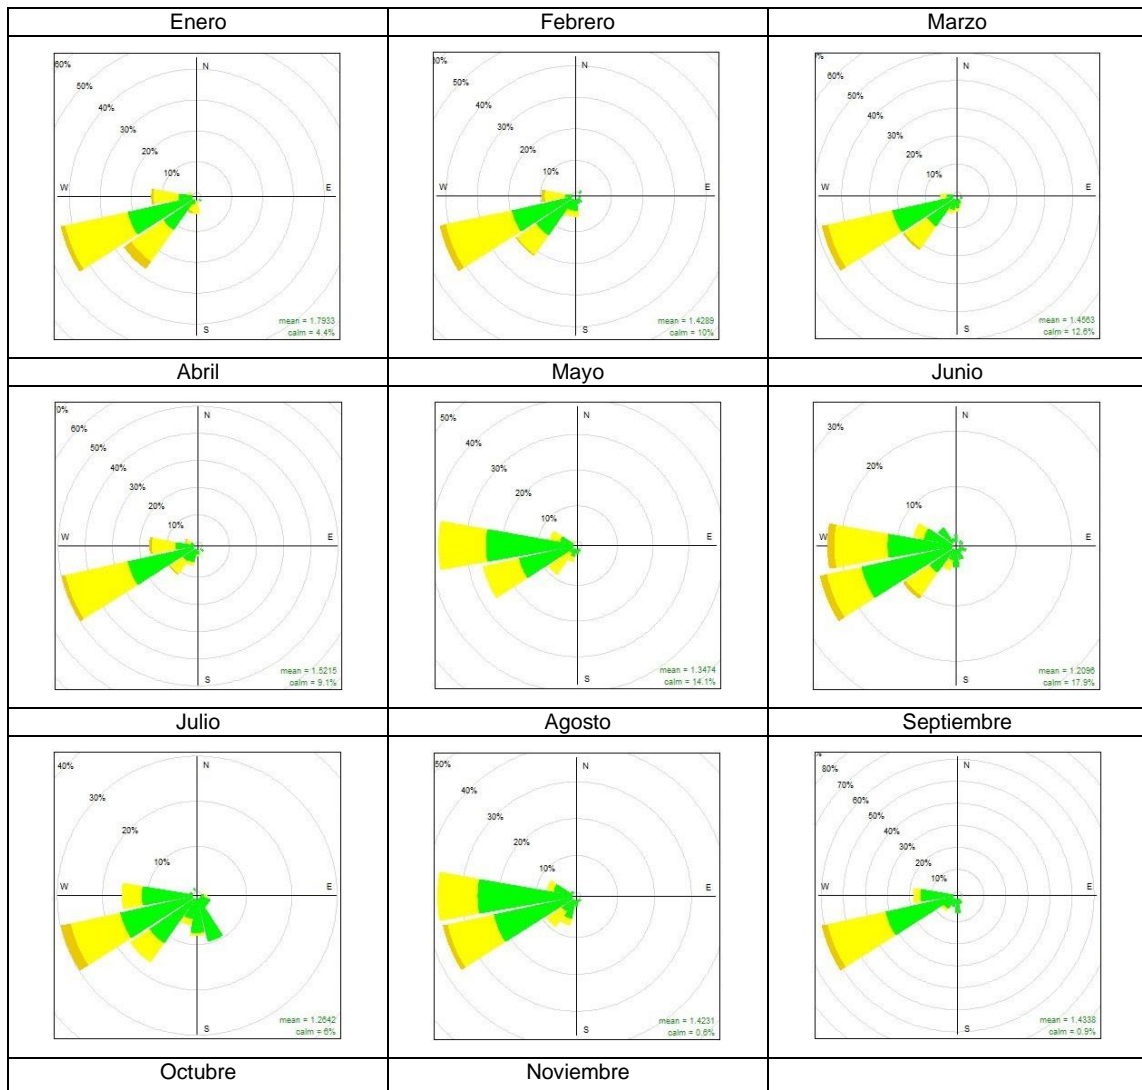 Enero
Febrero
Marzo
60%
50%
40%
30%
20%
10%
N
W
E
S
mean = 1.7933
calm = 4.4%
50%
40%
30%
20%
10%
N
W
E
S
mean = 1.4289
calm = 10%
60%
50%
40%
30%
20%
10%
N
W
E
S
mean = 1.4563
calm = 12.6%
Abril
Mayo
Junio
60%
50%
40%
30%
20%
10%
N
W
E
S
mean = 1.5215
calm = 9.1%
50%
40%
30%
20%
10%
N
W
E
S
mean = 1.3474
calm = 14.1%
30%
20%
10%
N
W
E
S
mean = 1.2096
calm = 17.9%
Julio
Agosto
Septiembre
40%
30%
20%
10%
N
W
E
S
mean = 1.2642
calm = 6%
50%
40%
30%
20%
10%
N
W
E
S
mean = 1.4231
calm = 0.6%
80%
70%
60%
50%
40%
30%
20%
10%
N
W
E
S
mean = 1.4338
calm = 0.9%
Octubre
Noviembre